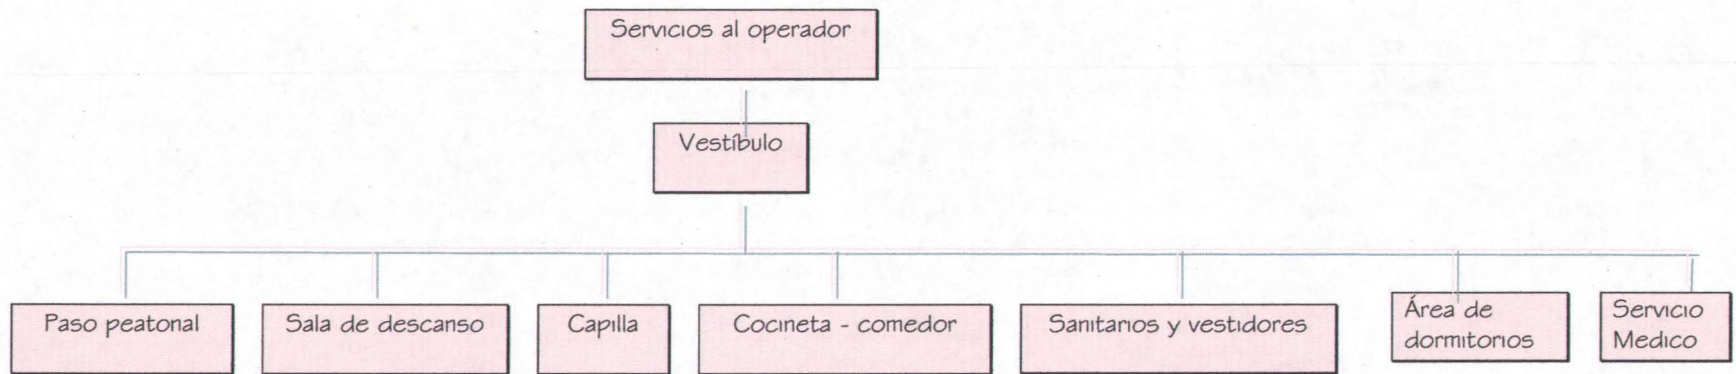 Servicios al operador
Vestíbulo
Paso peatonal
Sala de descanso
Capilla
Cocineta - comedor
Sanitarios y vestidores
Área de
dormitorios
Servicio
Medico